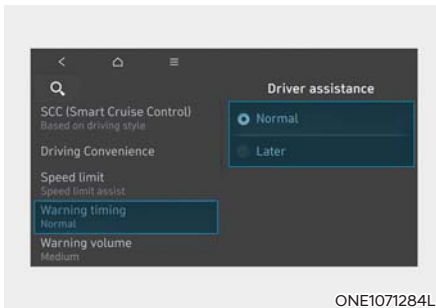 SCC (Smart Cruise Control)
Based on driving style
Driving Convenience
Speed limit
Speed limit assist
Warning timing
Normal
Warning volume
Medium
Driver assistance
Normal
Later
ONE1071284L